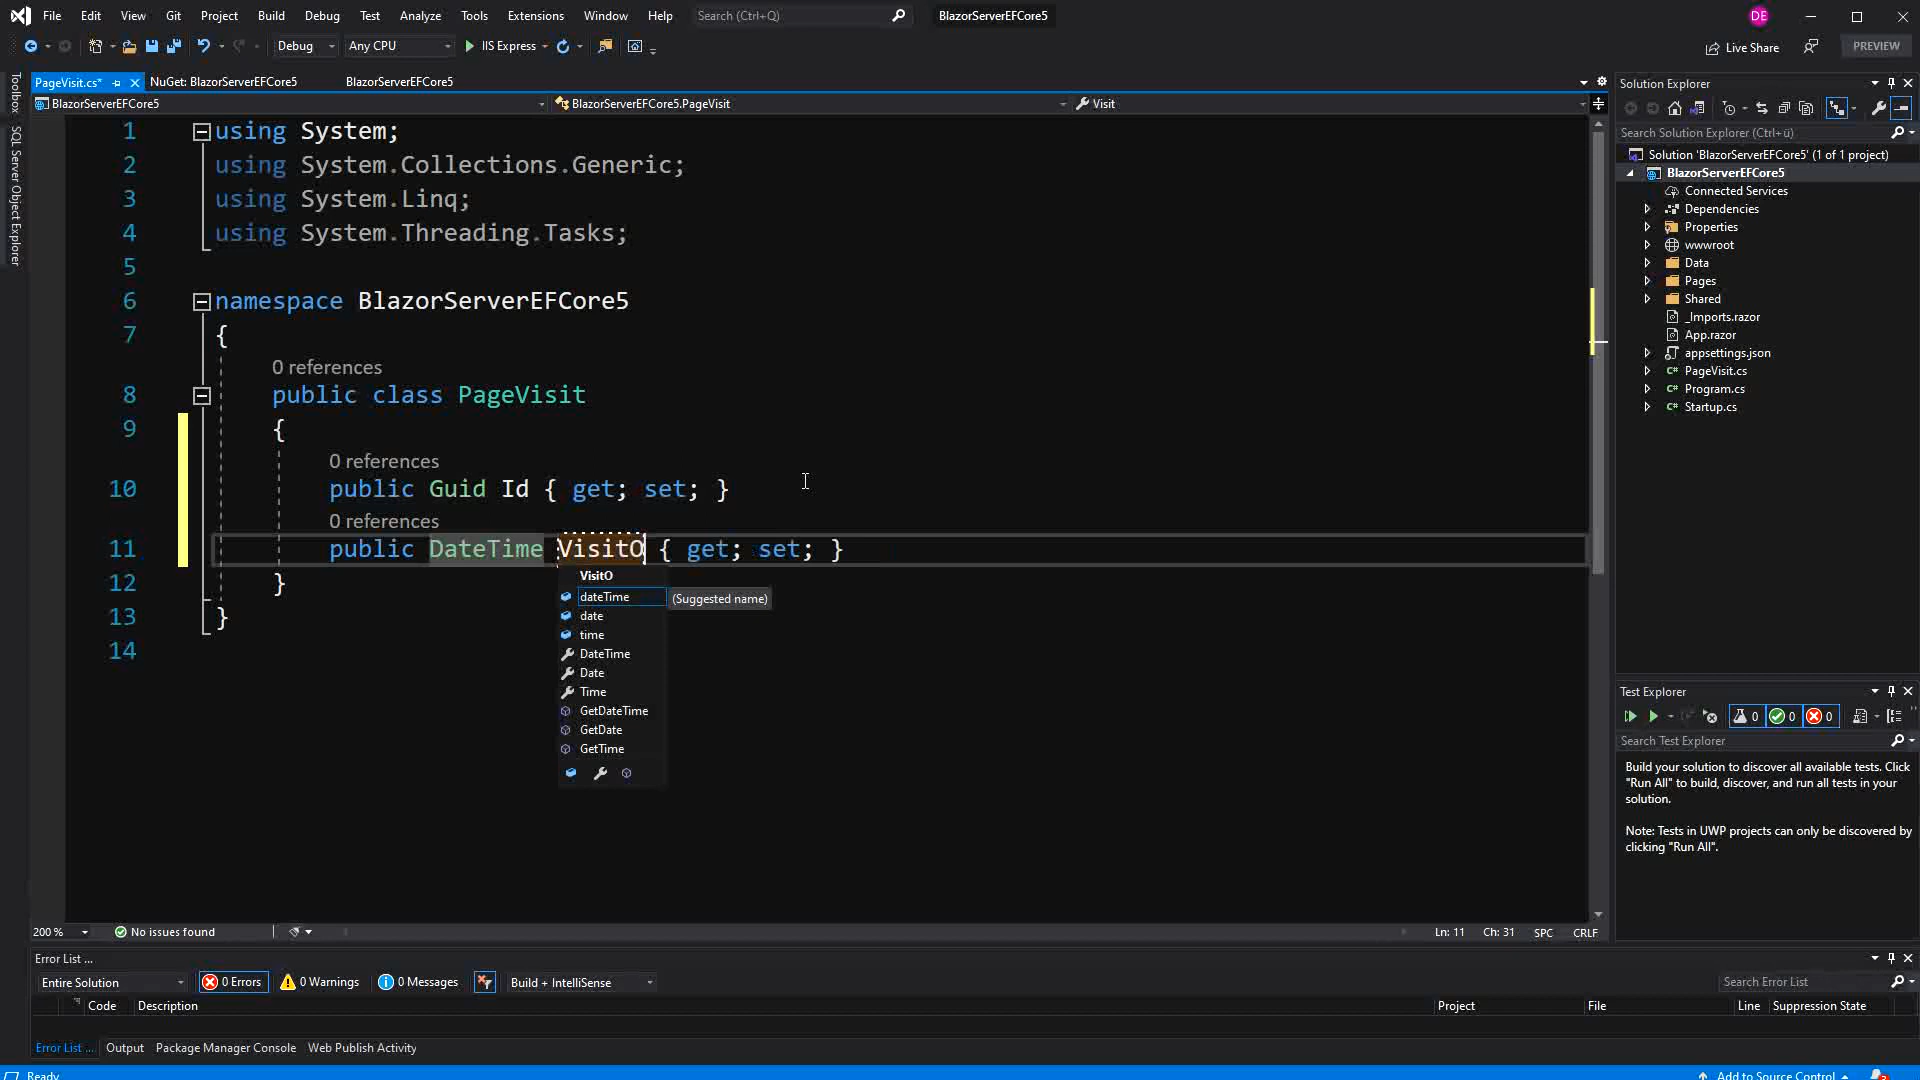 File Edit View Git Project Build Debug Test Analyze Tools Extensions Window Help Search (Ctrl+Q) BlazorServerEFCore5 DE
Debug Any CPU IIS Express Live Share PREVIEW
Toolbox
SQL Server Object Explorer
PageVisit.cs* NuGet: BlazorServerEFCore5 BlazorServerEFCore5
BlazorServerEFCore5 BlazorServerEFCore5.PageVisit Visit
1 using System;
2 using System.Collections.Generic;
3 using System.Linq;
4 using System.Threading.Tasks;
5
6 namespace BlazorServerEFCore5
7 {
0 references
8 public class PageVisit
9 {
0 references
10 public Guid Id { get; set; }
0 references
11 public DateTime VisitO { get; set; }
12 }
13 }
14
VisitO
dateTime (Suggested name)
date
time
DateTime
Date
Time
GetDateTime
GetDate
GetTime
200 % No issues found Ln: 11 Ch: 31 SPC CRLF
Solution Explorer
Search Solution Explorer (Ctrl+ü)
Solution 'BlazorServerEFCore5' (1 of 1 project)
BlazorServerEFCore5
Connected Services
Dependencies
Properties
wwwroot
Data
Pages
Shared
_Imports.razor
App.razor
appsettings.json
C# PageVisit.cs
C# Program.cs
C# Startup.cs
Test Explorer
0 0 0
Search Test Explorer
Build your solution to discover all available tests. Click
"Run All" to build, discover, and run all tests in your
solution.
Note: Tests in UWP projects can only be discovered by
clicking "Run All".
Error List ...
Entire Solution 0 Errors 0 Warnings 0 Messages Build + IntelliSense Search Error List
Code Description Project File Line Suppression State
Error List ... Output Package Manager Console Web Publish Activity
Ready Add to Source Control